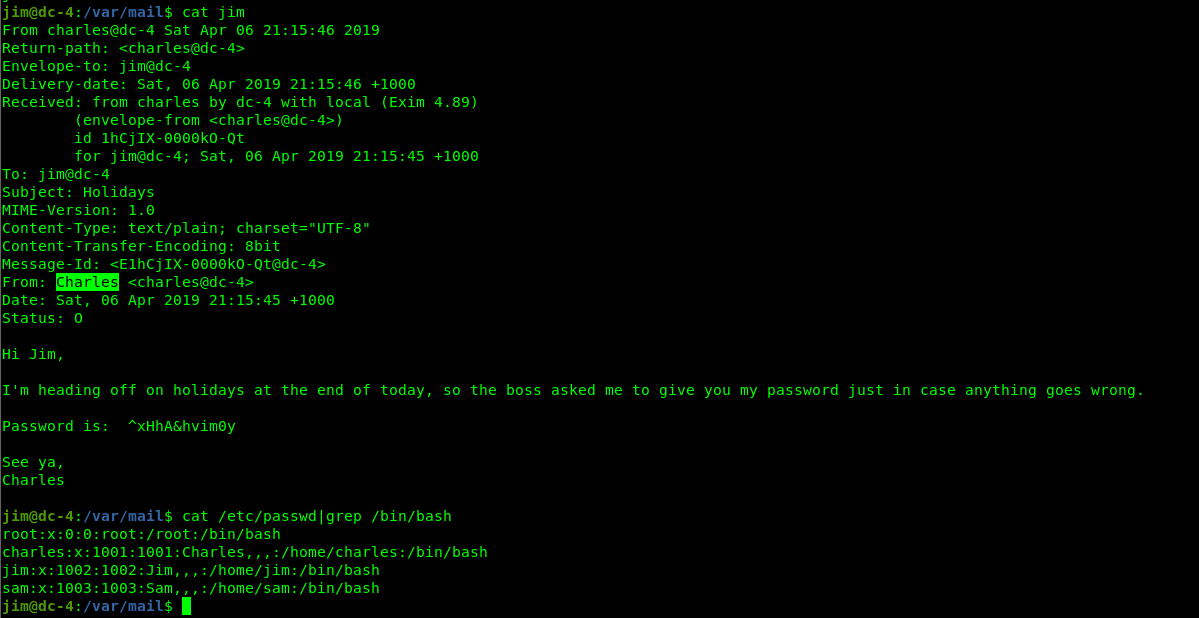 jim@dc-4:/var/mail$ cat jim
From charles@dc-4 Sat Apr 06 21:15:46 2019
Return-path: <charles@dc-4>
Envelope-to: jim@dc-4
Delivery-date: Sat, 06 Apr 2019 21:15:46 +1000
Received: from charles by dc-4 with local (Exim 4.89)
        (envelope-from <charles@dc-4>)
        id 1hCjIX-0000kO-Qt
        for jim@dc-4; Sat, 06 Apr 2019 21:15:45 +1000
To: jim@dc-4
Subject: Holidays
MIME-Version: 1.0
Content-Type: text/plain; charset="UTF-8"
Content-Transfer-Encoding: 8bit
Message-Id: <E1hCjIX-0000kO-Qt@dc-4>
From: Charles <charles@dc-4>
Date: Sat, 06 Apr 2019 21:15:45 +1000
Status: O

Hi Jim,

I'm heading off on holidays at the end of today, so the boss asked me to give you my password just in case anything goes wrong.

Password is:  ^xHhA&hvim0y

See ya,
Charles

jim@dc-4:/var/mail$ cat /etc/passwd|grep /bin/bash
root:x:0:0:root:/root:/bin/bash
charles:x:1001:1001:Charles,,,:/home/charles:/bin/bash
jim:x:1002:1002:Jim,,,:/home/jim:/bin/bash
sam:x:1003:1003:Sam,,,:/home/sam:/bin/bash
jim@dc-4:/var/mail$